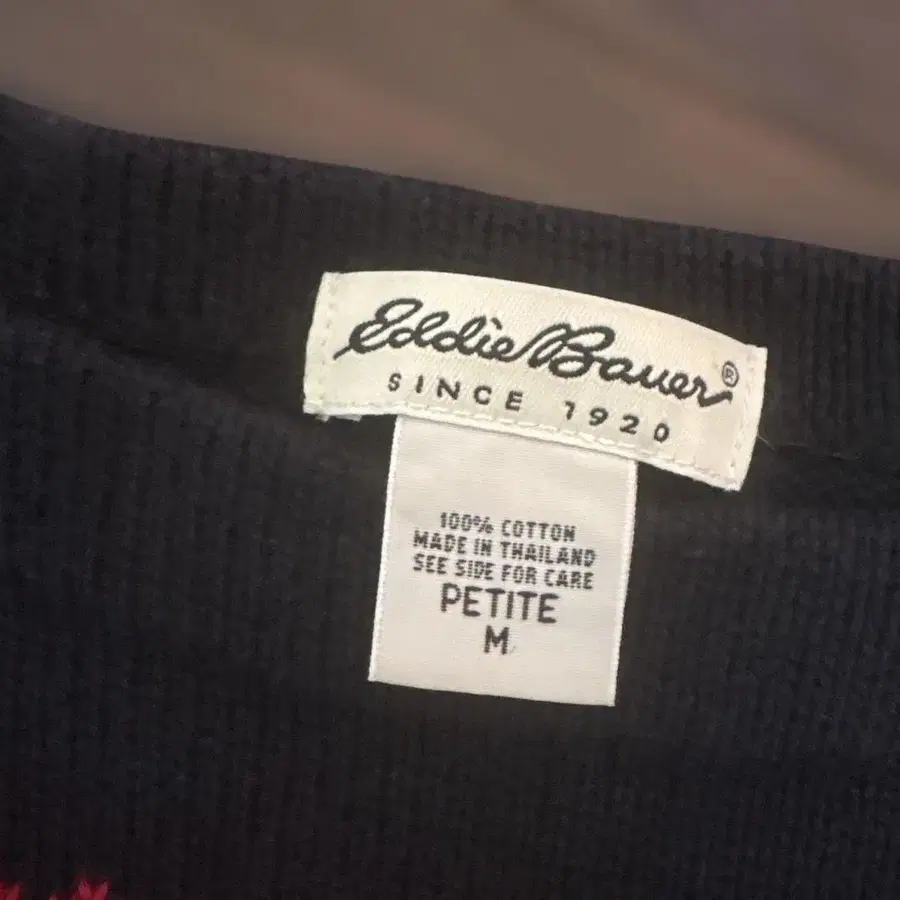 Eddie Bauer®
SINCE 1920
100% COTTON
MADE IN THAILAND
SEE SIDE FOR CARE
PETITE
M